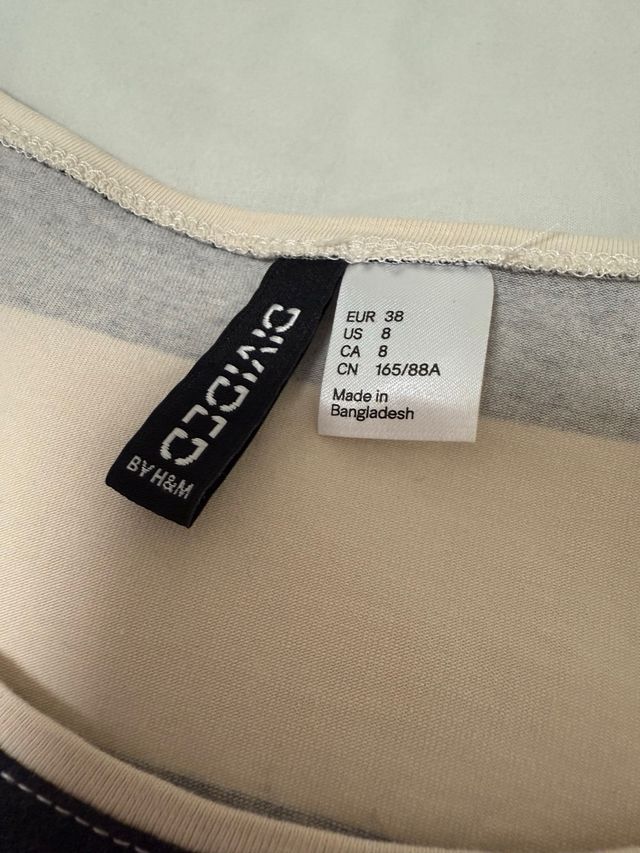 DIVIDED
BY H&M
EUR 38
US 8
CA 8
CN 165/88A
Made in
Bangladesh